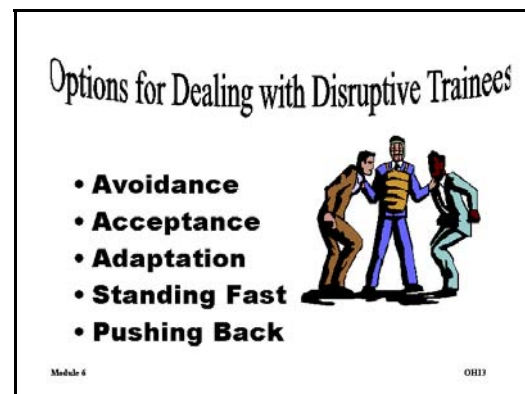 Options for Dealing with Disruptive Trainees
• Avoidance
• Acceptance
• Adaptation
• Standing Fast
• Pushing Back
Module 6 OH13